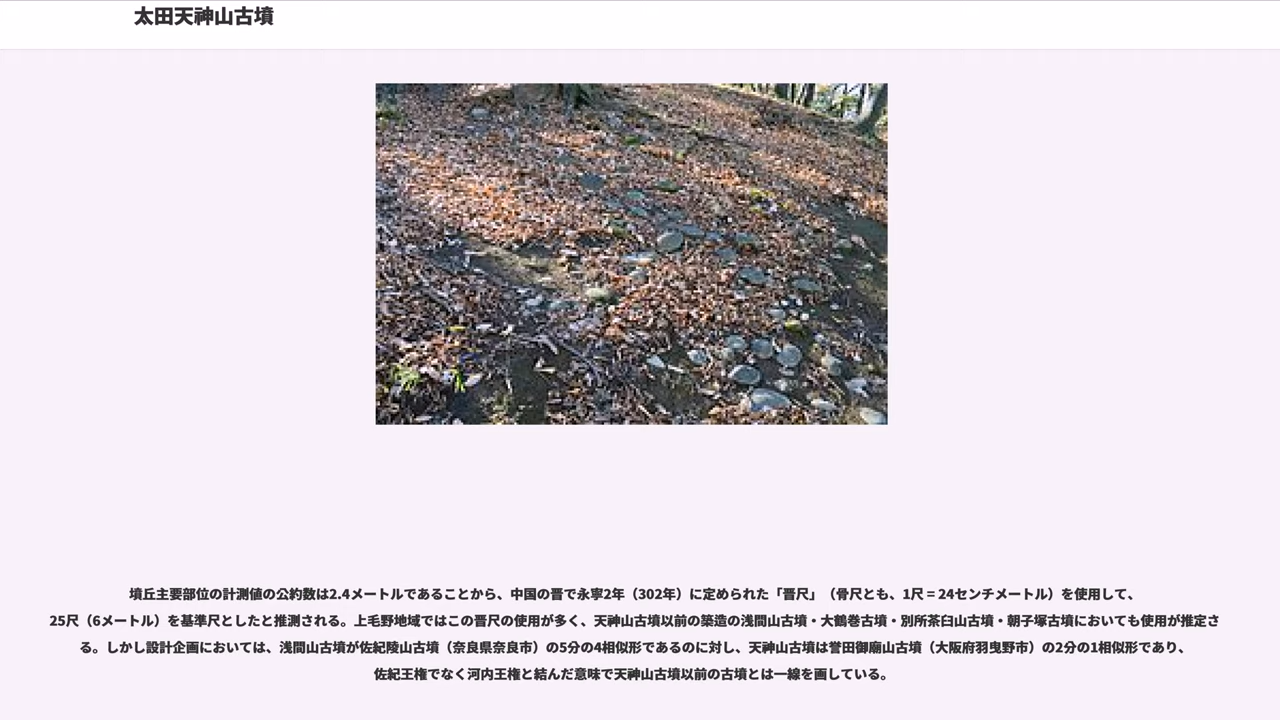 太田天神山古墳
墳丘主要部位の計測値の公約数は2.4メートルであることから、中国の晋で永寧2年（302年）に定められた「晋尺」（骨尺とも、1尺 = 24センチメートル）を使用して、
25尺（6メートル）を基準尺としたと推測される。上毛野地域ではこの晋尺の使用が多く、天神山古墳以前の築造の浅間山古墳・大鶴巻古墳・別所茶臼山古墳・朝子塚古墳においても使用が推定さ
る。しかし設計企画においては、浅間山古墳が佐紀陵山古墳（奈良県奈良市）の5分の4相似形であるのに対し、天神山古墳は誉田御廟山古墳（大阪府羽曳野市）の2分の1相似形であり、
佐紀王権でなく河内王権と結んだ意味で天神山古墳以前の古墳とは一線を画している。